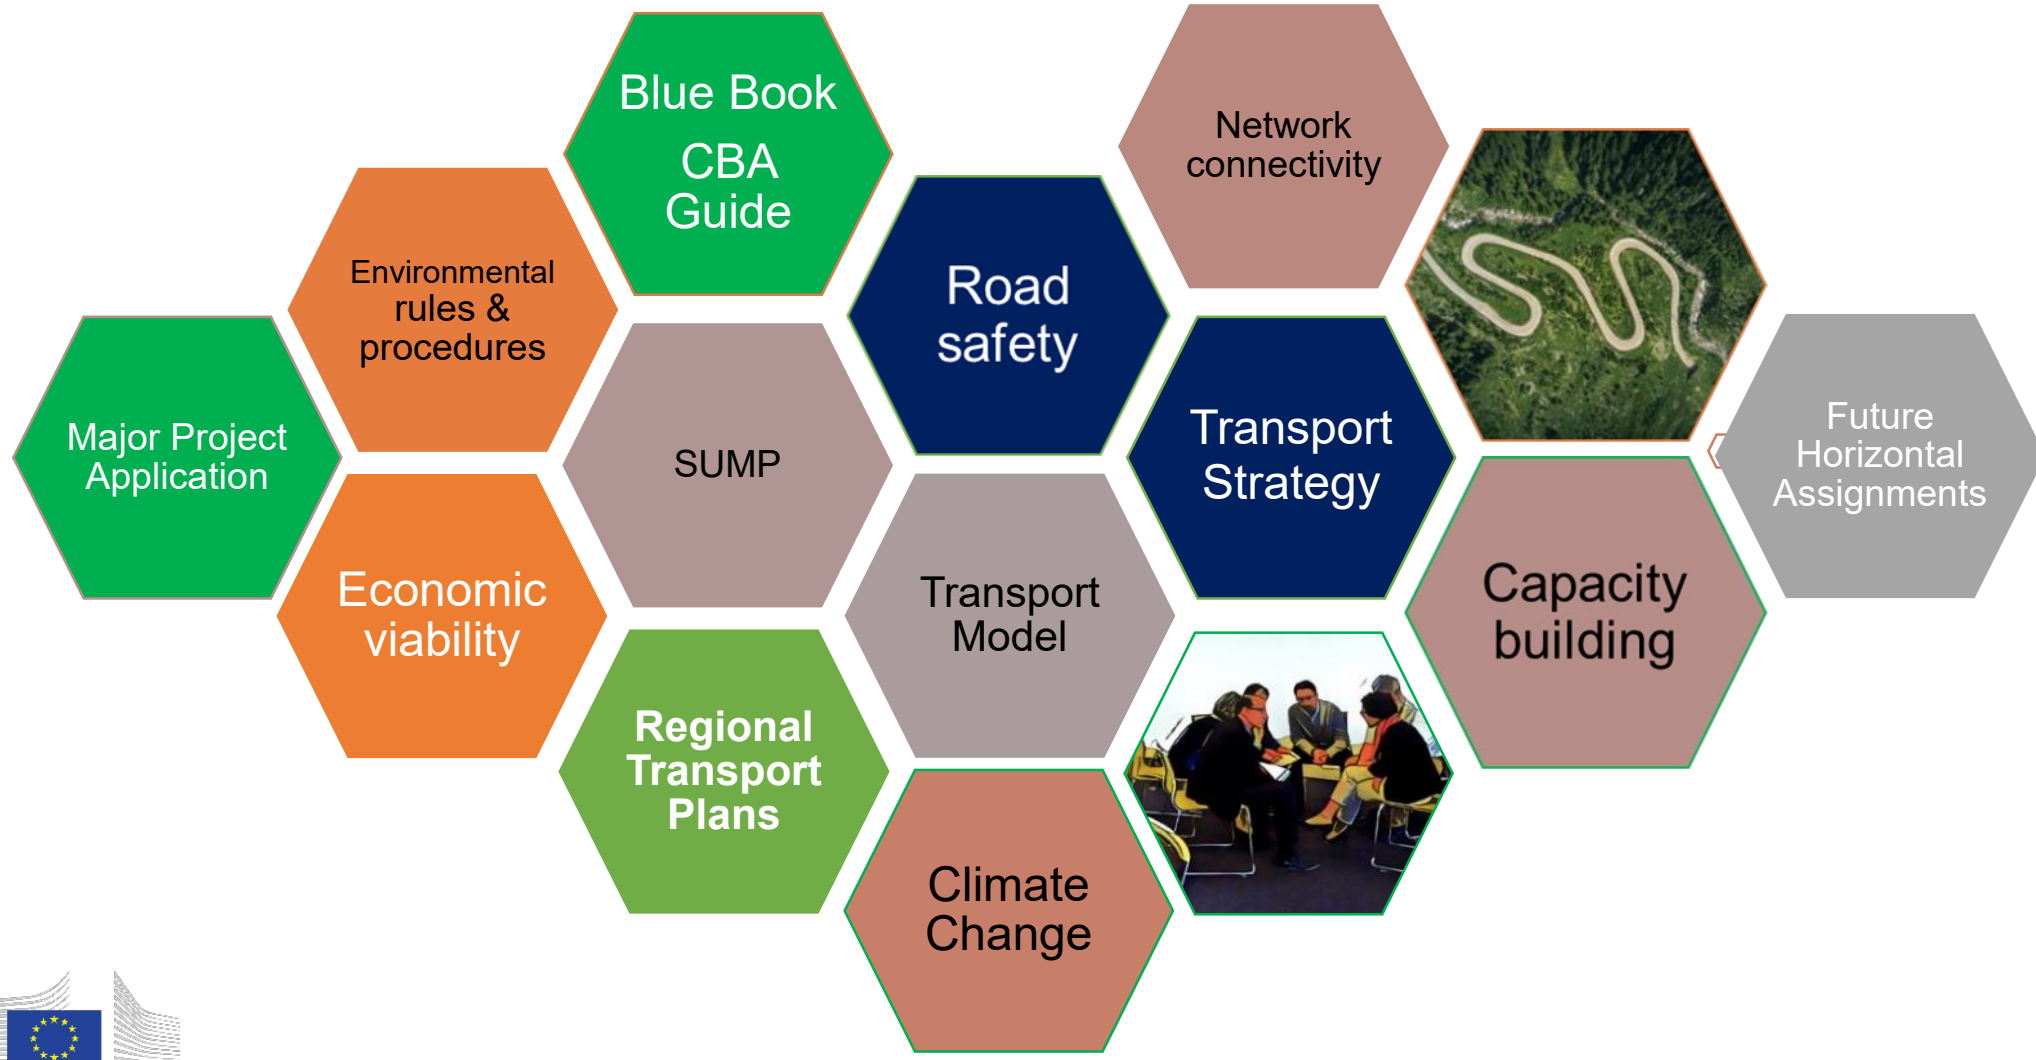 Blue Book
CBA
Guide
Network
connectivity
Environmental
rules &
procedures
Road
safety
Major Project
Application
SUMP
Transport
Strategy
Future
Horizontal
Assignments
Economic
viability
Transport
Model
Capacity
building
Regional
Transport
Plans
Climate
Change